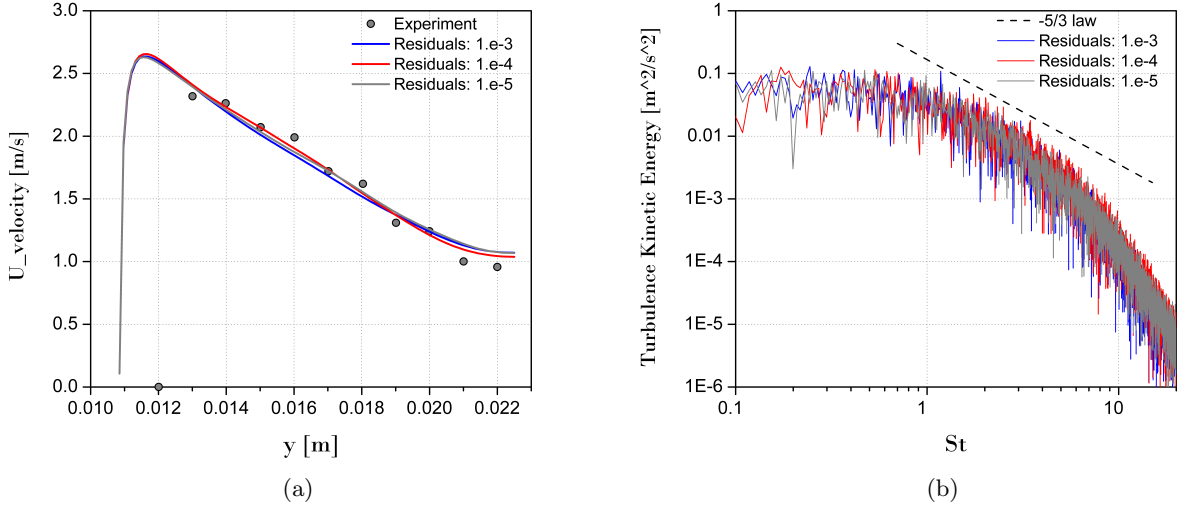 3.0
2.5
2.0
1.5
1.0
0.5
0.0
U_velocity [m/s]
Experiment
Residuals: 1.e-3
Residuals: 1.e-4
Residuals: 1.e-5
0.010 0.012 0.014 0.016 0.018 0.020 0.022
y [m]
(a)
1
0.1
0.01
1E-3
1E-4
1E-5
1E-6
Turbulence Kinetic Energy [m^2/s^2]
-5/3 law
Residuals: 1.e-3
Residuals: 1.e-4
Residuals: 1.e-5
0.1 1 10
St
(b)